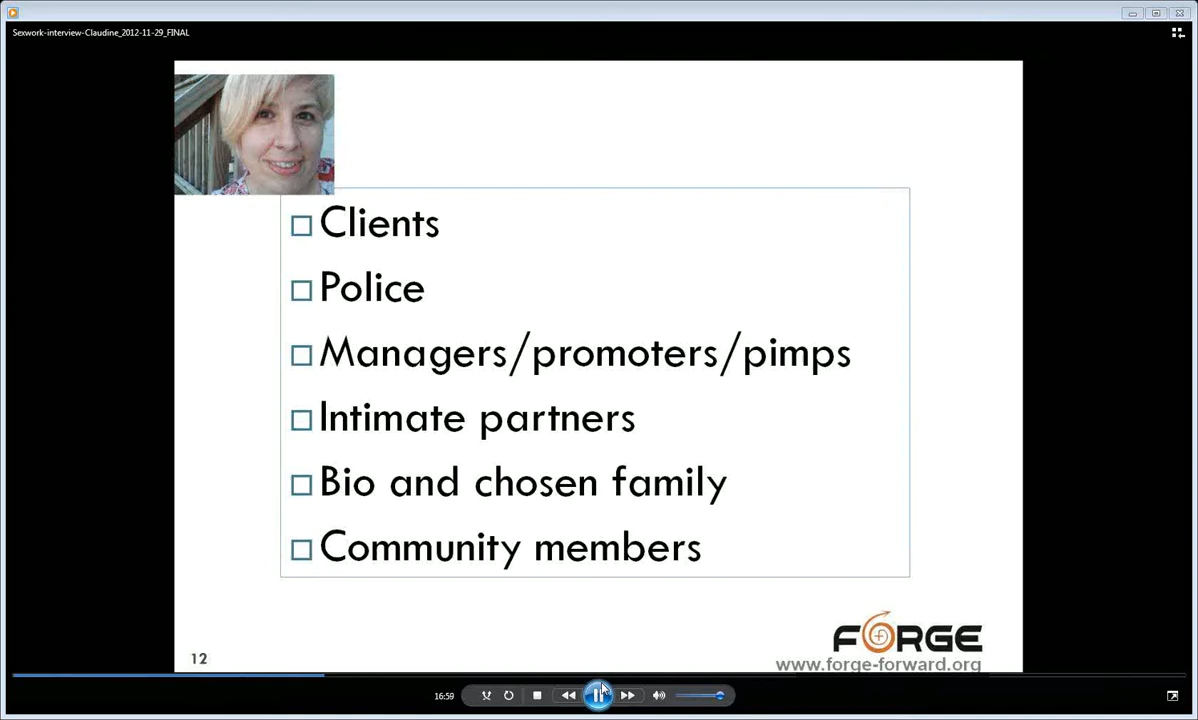 Sexwork-interview-Claudine_2012-11-29_FINAL
Clients
Police
Managers/promoters/pimps
Intimate partners
Bio and chosen family
Community members
FORGE
12
www.forge-forward.org
16:59